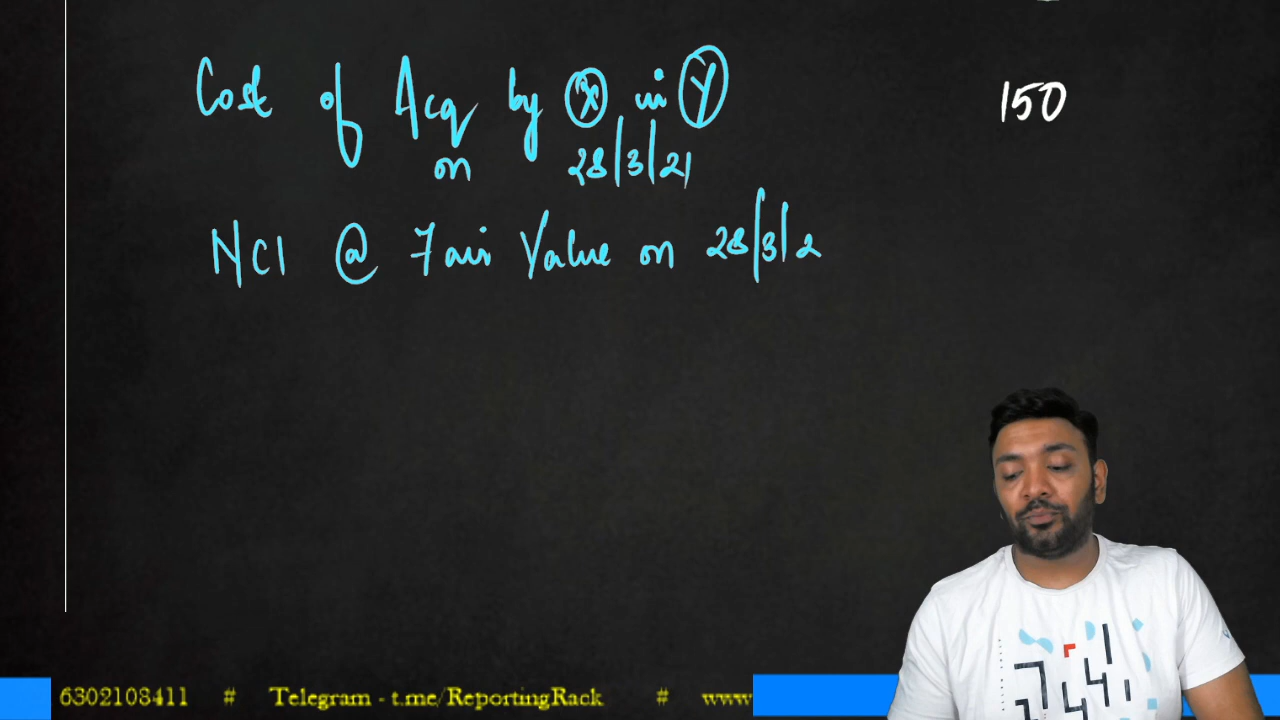 Cost of Acq by X in Y 150
on 28/3/21
NCI @ Fair Value on 28/3/2
6302108411 # Telegram - t.me/ReportingRack # www